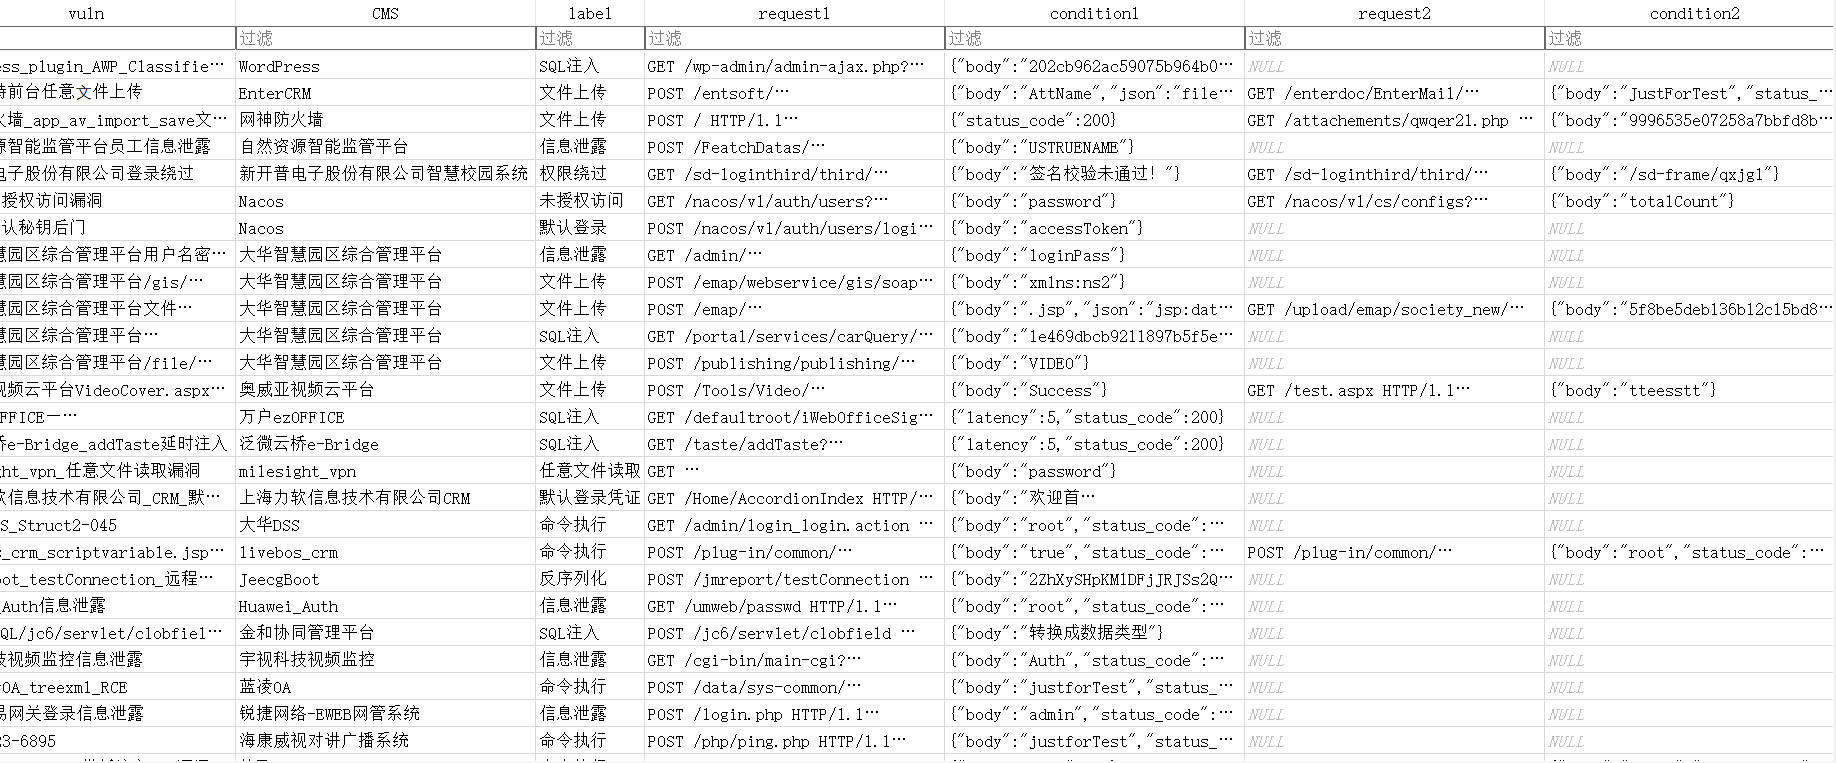 vuln CMS label request1 condition1 request2 condition2
过滤 过滤 过滤 过滤 过滤 过滤
ess_plugin_AWP_Classifie… WordPress SQL注入 GET /wp-admin/admin-ajax.php?… {"body":"202cb962ac59075b964b0… NULL NULL
前台任意文件上传 EnterCRM 文件上传 POST /entsoft/… {"body":"AttName","json":"file… GET /enterdoc/EnterMail/… {"body":"JustForTest","status_…
火墙_app_av_import_save文… 网神防火墙 文件上传 POST / HTTP/1.1… {"status_code":200} GET /attachements/qwqer21.php … {"body":"9996535e07258a7bbfd8b…
源智能监管平台员工信息泄露 自然资源智能监管平台 信息泄露 POST /FeatchDatas/… {"body":"USTRUENAME"} NULL NULL
电子股份有限公司登录绕过 新开普电子股份有限公司智慧校园系统 权限绕过 GET /sd-loginthird/third/… {"body":"签名校验未通过！"} GET /sd-loginthird/third/… {"body":"/sd-frame/qxjgl"}
授权访问漏洞 Nacos 未授权访问 GET /nacos/v1/auth/users?… {"body":"password"} GET /nacos/v1/cs/configs?… {"body":"totalCount"}
认秘钥后门 Nacos 默认登录 POST /nacos/v1/auth/users/logi… {"body":"accessToken"} NULL NULL
慧园区综合管理平台用户名密… 大华智慧园区综合管理平台 信息泄露 GET /admin/… {"body":"loginPass"} NULL NULL
慧园区综合管理平台/gis/… 大华智慧园区综合管理平台 文件上传 POST /emap/webservice/gis/soap… {"body":"xmlns:ns2"} NULL NULL
慧园区综合管理平台文件… 大华智慧园区综合管理平台 文件上传 POST /emap/… {"body":".jsp","json":"jsp:dat… GET /upload/emap/society_new/… {"body":"5f8be5deb136b12c15bd8…
慧园区综合管理平台… 大华智慧园区综合管理平台 SQL注入 GET /portal/services/carQuery/… {"body":"1e469dbcb9211897b5f5e… NULL NULL
慧园区综合管理平台/file/… 大华智慧园区综合管理平台 文件上传 POST /publishing/publishing/… {"body":"VIDEO"} NULL NULL
视频云平台VideoCover.aspx… 奥威亚视频云平台 文件上传 POST /Tools/Video/… {"body":"Success"} GET /test.aspx HTTP/1.1… {"body":"tteesstt"}
OFFICE一… 万户ezOFFICE SQL注入 GET /defaultroot/iWebOfficeSig… {"latency":5,"status_code":200} NULL NULL
桥e-Bridge_addTaste延时注入 泛微云桥e-Bridge SQL注入 GET /taste/addTaste?… {"latency":5,"status_code":200} NULL NULL
ght_vpn_任意文件读取漏洞 milesight_vpn 任意文件读取 GET … {"body":"password"} NULL NULL
软信息技术有限公司_CRM_默… 上海力软信息技术有限公司CRM 默认登录凭证 GET /Home/AccordionIndex HTTP/… {"body":"欢迎首… NULL NULL
S_Struct2-045 大华DSS 命令执行 GET /admin/login_login.action … {"body":"root","status_code":… NULL NULL
_crm_scriptvariable.jsp… livebos_crm 命令执行 POST /plug-in/common/… {"body":"true","status_code":… POST /plug-in/common/… {"body":"root","status_code":…
oot_testConnection_远程… JeecgBoot 反序列化 POST /jmreport/testConnection … {"body":"2ZhXySHpKM1DFjJRJSs2Q… NULL NULL
_Auth信息泄露 Huawei_Auth 信息泄露 GET /umweb/passwd HTTP/1.1… {"body":"root","status_code":… NULL NULL
QL/jc6/servlet/clobfiel… 金和协同管理平台 SQL注入 POST /jc6/servlet/clobfield … {"body":"转换成数据类型"} NULL NULL
技视频监控信息泄露 宇视科技视频监控 信息泄露 GET /cgi-bin/main-cgi?… {"body":"Auth","status_code":… NULL NULL
OA_treexml_RCE 蓝凌OA 命令执行 POST /data/sys-common/… {"body":"justforTest","status_… NULL NULL
易网关登录信息泄露 锐捷网络-EWEB网管系统 信息泄露 POST /login.php HTTP/1.1… {"body":"admin","status_code":… NULL NULL
23-6895 海康威视对讲广播系统 命令执行 POST /php/ping.php HTTP/1.1… {"body":"justforTest","status_… NULL NULL